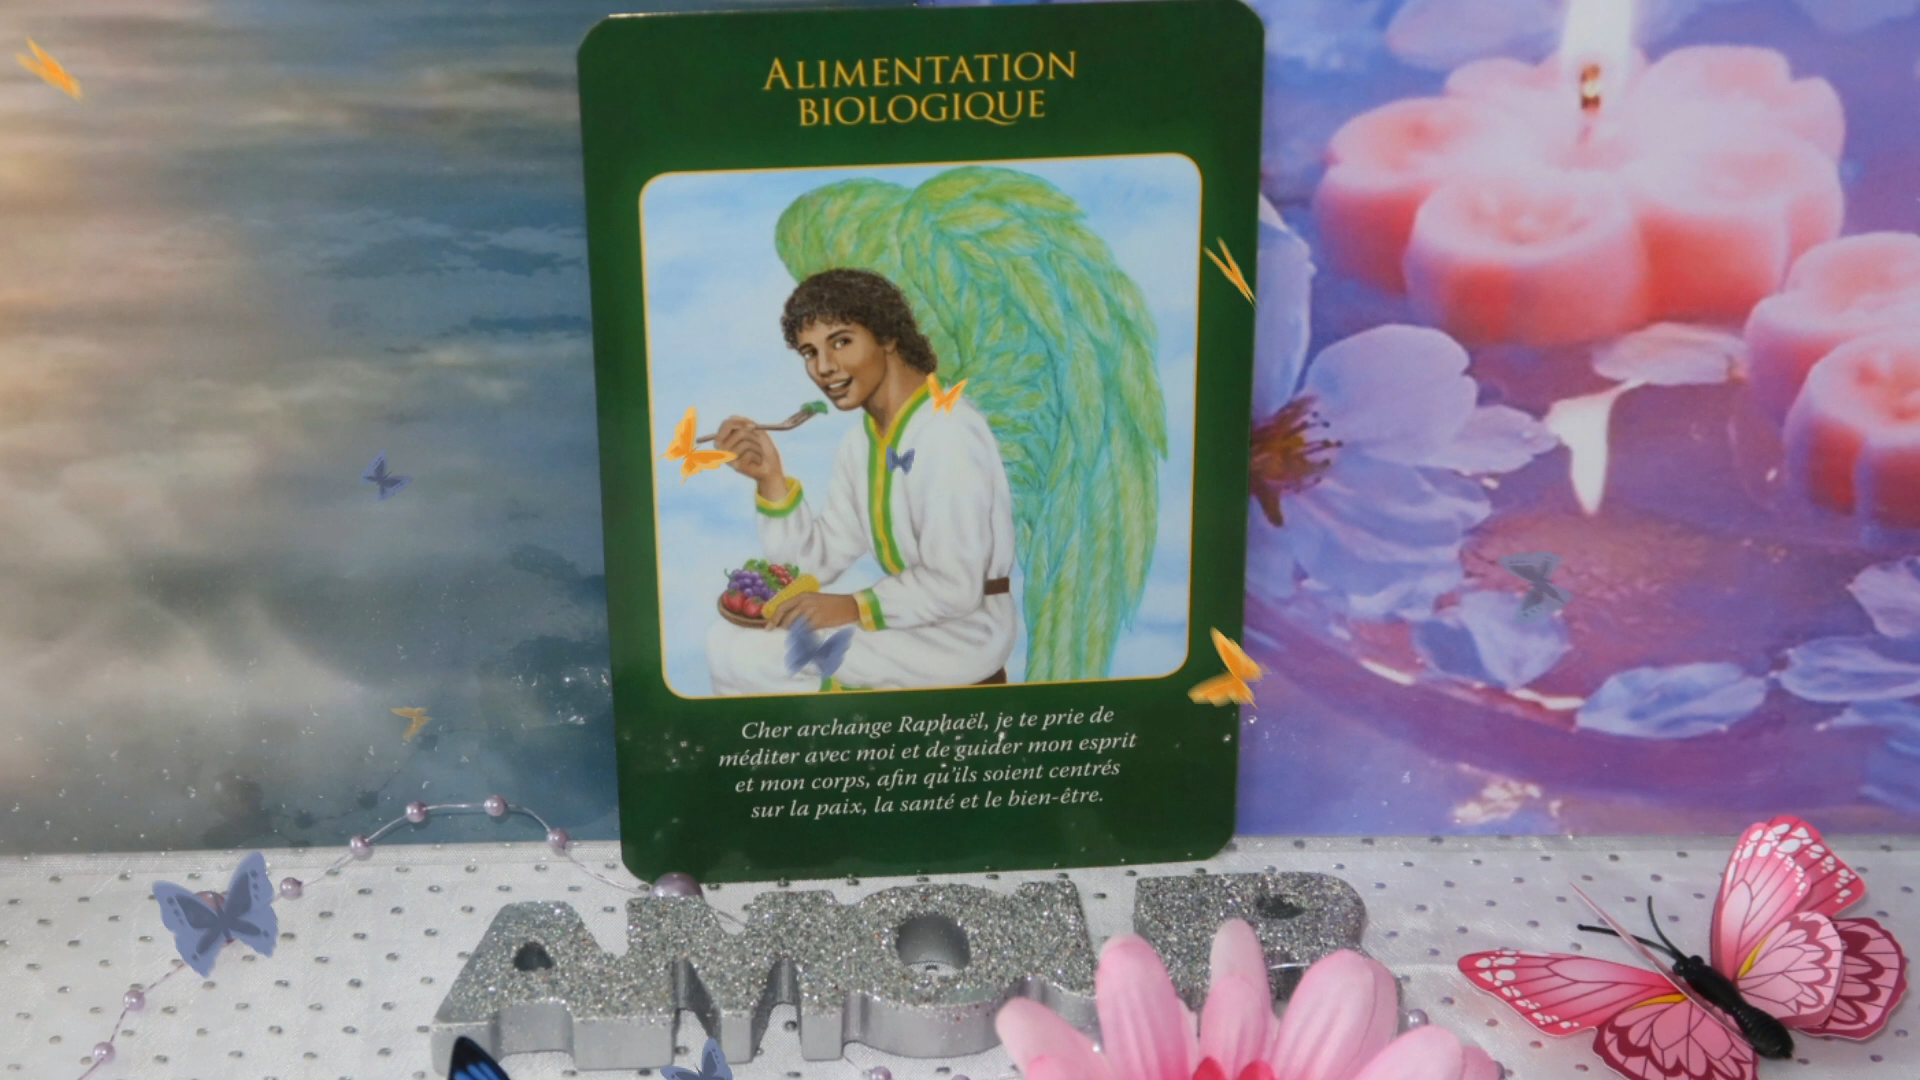 ALIMENTATION
BIOLOGIQUE
Cher archange Raphaël, je te prie de
méditer avec moi et de guider mon esprit
et mon corps, afin qu'ils soient centrés
sur la paix, la santé et le bien-être.
AMOUR